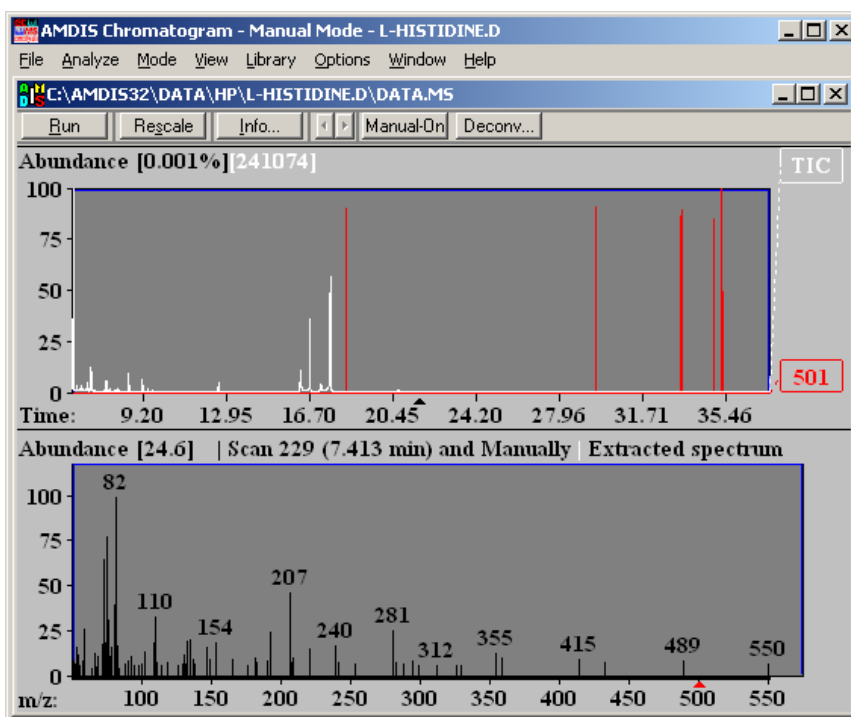 AMDIS Chromatogram - Manual Mode - L-HISTIDINE.D
File Analyze Mode View Library Options Window Help
C:\AMDIS32\DATA\HP\L-HISTIDINE.D\DATA.MS
Run Rescale Info... Manual-On Deconv...
Abundance [0.001%][241074] TIC
100
75
50
25
0
501
Time: 9.20 12.95 16.70 20.45 24.20 27.96 31.71 35.46
Abundance [24.6] | Scan 229 (7.413 min) and Manually | Extracted spectrum
82
100
75
50
207
110
25
154
240
281
312
355
415
489
550
0
m/z: 100 150 200 250 300 350 400 450 500 550